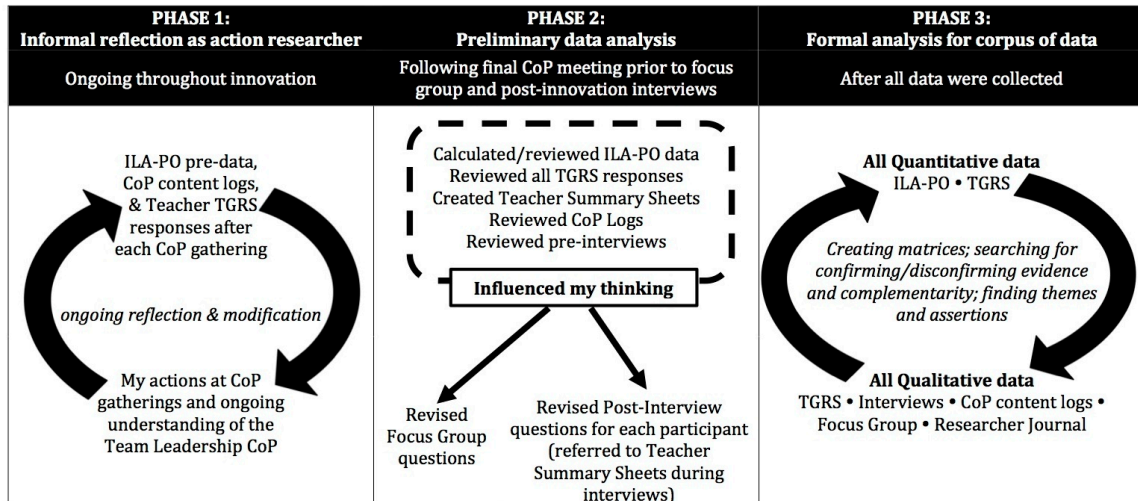 PHASE 1:
Informal reflection as action researcher
Ongoing throughout innovation
ILA-PO pre-data,
CoP content logs,
& Teacher TGRS
responses after
each CoP gathering
ongoing reflection & modification
My actions at CoP
gatherings and ongoing
understanding of the
Team Leadership CoP
PHASE 2:
Preliminary data analysis
Following final CoP meeting prior to focus
group and post-innovation interviews
Calculated/reviewed ILA-PO data
Reviewed all TGRS responses
Created Teacher Summary Sheets
Reviewed CoP Logs
Reviewed pre-interviews
Influenced my thinking
Revised
Focus Group
questions
Revised Post-Interview
questions for each participant
(referred to Teacher
Summary Sheets during
interviews)
PHASE 3:
Formal analysis for corpus of data
After all data were collected
All Quantitative data
ILA-PO • TGRS
Creating matrices; searching for
confirming/disconfirming evidence
and complementarity; finding themes
and assertions
All Qualitative data
TGRS • Interviews • CoP content logs •
Focus Group • Researcher Journal